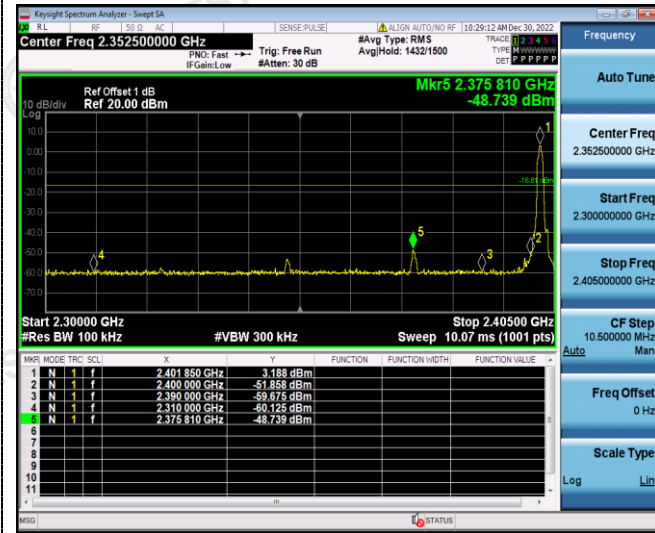 Keysight Spectrum Analyzer - Swept SA
RL RF 50 Ω AC SENSE:PULSE ALIGN AUTO/NO RF 10:29:12 AM Dec 30, 2022
Center Freq 2.352500000 GHz
PNO: Fast
IFGain:Low
Trig: Free Run
#Atten: 30 dB
#Avg Type: RMS
Avg|Hold: 1432/1500
TRACE 1 2 3 4 5 6
TYPE M WWWWW
DET P P P P P P
Ref Offset 1 dB
Ref 20.00 dBm
10 dB/div
Log
Mkr5 2.375 810 GHz
-48.739 dBm
10.0
0.00
-10.0
-20.0
-30.0
-40.0
-50.0
-60.0
-70.0
1
-16.81 dBm
2
3
4
5
Start 2.30000 GHz
Stop 2.40500 GHz
#Res BW 100 kHz
#VBW 300 kHz
Sweep 10.07 ms (1001 pts)
MKR MODE TRC SCL X Y FUNCTION FUNCTION WIDTH FUNCTION VALUE
1 N 1 f 2.401 850 GHz 3.188 dBm
2 N 1 f 2.400 000 GHz -51.858 dBm
3 N 1 f 2.390 000 GHz -59.675 dBm
4 N 1 f 2.310 000 GHz -60.125 dBm
5 N 1 f 2.375 810 GHz -48.739 dBm
6
7
8
9
10
11
MSG
STATUS
Frequency
Auto Tune
Center Freq
2.352500000 GHz
Start Freq
2.300000000 GHz
Stop Freq
2.405000000 GHz
CF Step
10.500000 MHz
Auto Man
Freq Offset
0 Hz
Scale Type
Log Lin